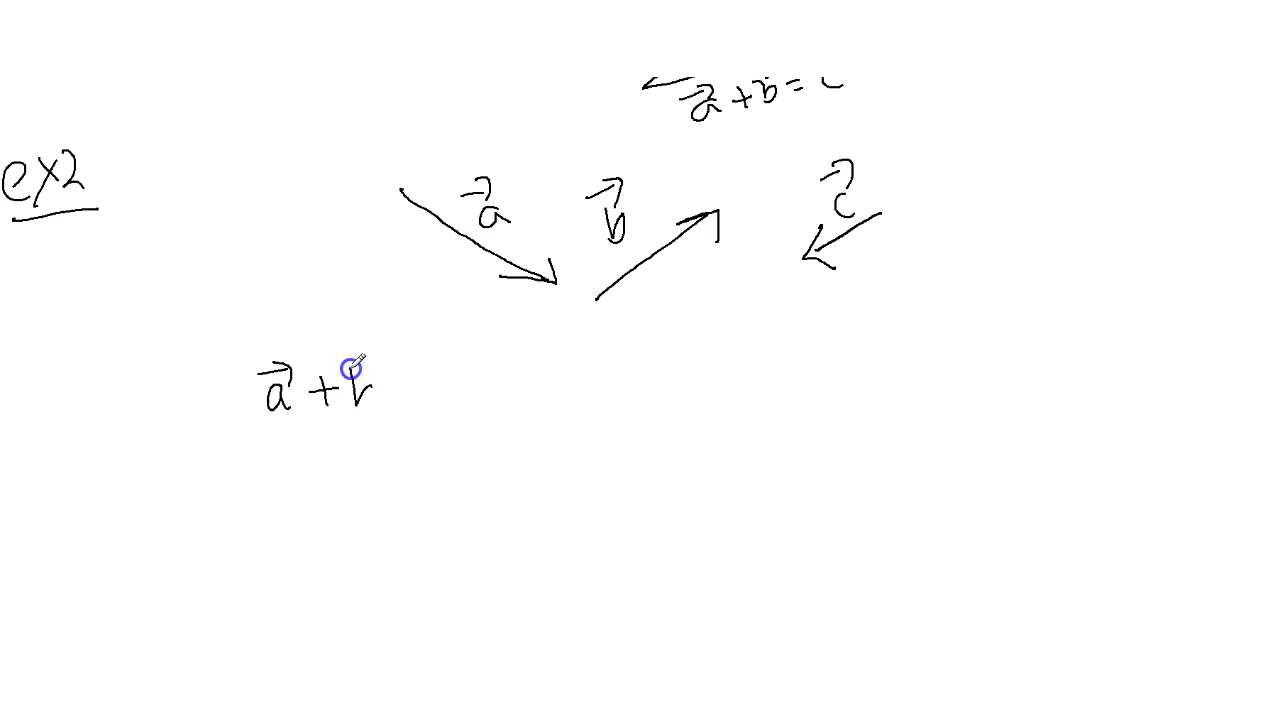 a⃗ + b = c
ex2
a⃗ b⃗ c⃗
a⃗ +